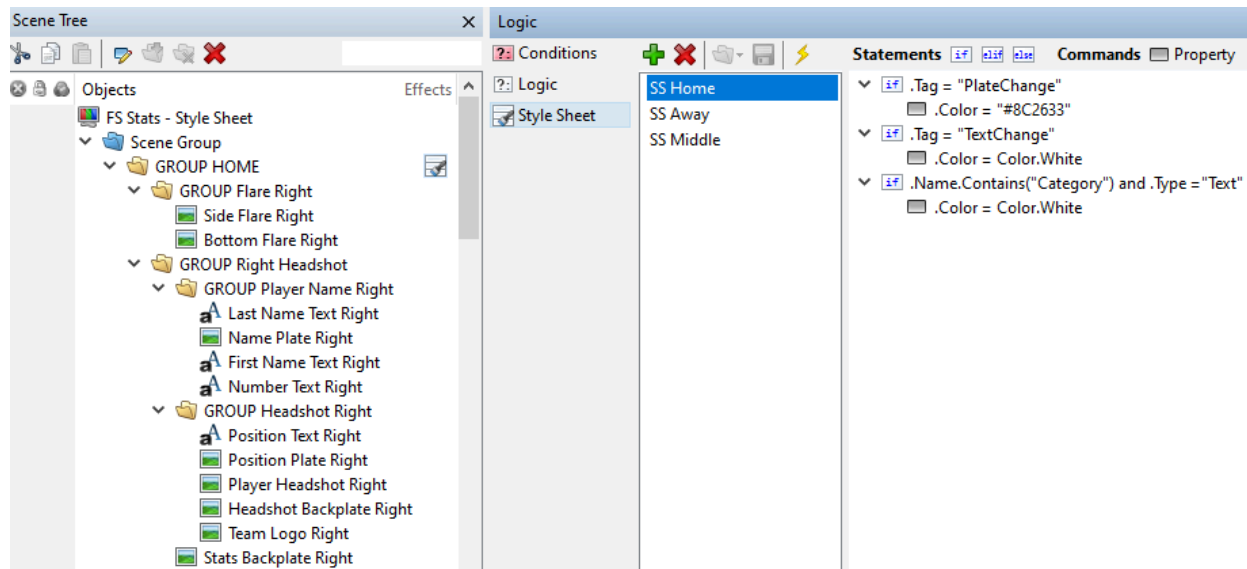 Scene Tree
Objects
Effects
FS Stats - Style Sheet
Scene Group
GROUP HOME
GROUP Flare Right
Side Flare Right
Bottom Flare Right
GROUP Right Headshot
GROUP Player Name Right
Last Name Text Right
Name Plate Right
First Name Text Right
Number Text Right
GROUP Headshot Right
Position Text Right
Position Plate Right
Player Headshot Right
Headshot Backplate Right
Team Logo Right
Stats Backplate Right
Logic
?: Conditions
?: Logic
Style Sheet
SS Home
SS Away
SS Middle
Statements if elif else Commands Property
if .Tag = "PlateChange"
.Color = "#8C2633"
if .Tag = "TextChange"
.Color = Color.White
if .Name.Contains("Category") and .Type ="Text"
.Color = Color.White